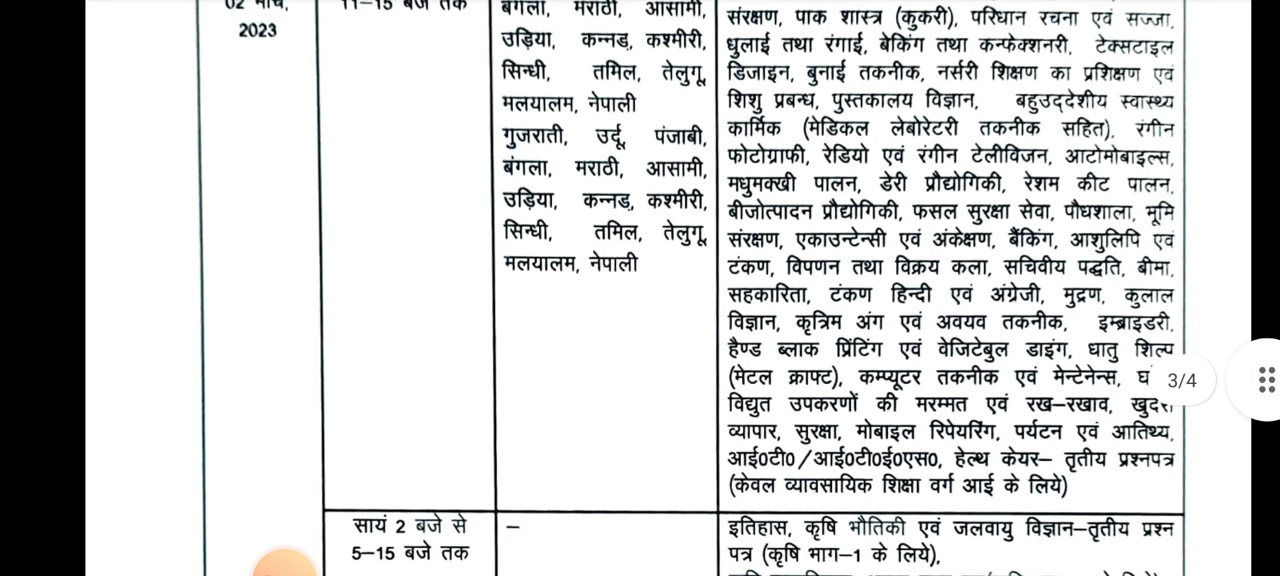 2023
11–15 बजे तक
बंगला, मराठी, आसामी,
उड़िया, कन्नड़, कश्मीरी,
सिन्धी, तमिल, तेलुगू,
मलयालम, नेपाली
गुजराती, उर्दू, पंजाबी,
बंगला, मराठी, आसामी,
उड़िया, कन्नड़, कश्मीरी,
सिन्धी, तमिल, तेलुगू,
मलयालम, नेपाली
संरक्षण, पाक शास्त्र (कुकरी), परिधान रचना एवं सज्जा,
धुलाई तथा रंगाई, बेकिंग तथा कन्फेक्शनरी, टेक्सटाइल
डिजाइन, बुनाई तकनीक, नर्सरी शिक्षण का प्रशिक्षण एवं
शिशु प्रबन्ध, पुस्तकालय विज्ञान, बहुउद्देशीय स्वास्थ्य
कार्मिक (मेडिकल लेबोरेटरी तकनीक सहित), रंगीन
फोटोग्राफी, रेडियो एवं रंगीन टेलीविजन, आटोमोबाइल्स,
मधुमक्खी पालन, डेरी प्रौद्योगिकी, रेशम कीट पालन,
बीजोत्पादन प्रौद्योगिकी, फसल सुरक्षा सेवा, पौधशाला, भूमि
संरक्षण, एकाउन्टेन्सी एवं अंकेक्षण, बैंकिंग, आशुलिपि एवं
टंकण, विपणन तथा विक्रय कला, सचिवीय पद्धति, बीमा,
सहकारिता, टंकण हिन्दी एवं अंग्रेजी, मुद्रण, कुलाल
विज्ञान, कृत्रिम अंग एवं अवयव तकनीक, इम्ब्राइडरी,
हैण्ड ब्लाक प्रिंटिंग एवं वेजिटेबुल डाइंग, धातु शिल्प
(मेटल क्राफ्ट), कम्प्यूटर तकनीक एवं मेन्टेनेन्स,
विद्युत उपकरणों की मरम्मत एवं रख–रखाव, खुदरा
व्यापार, सुरक्षा, मोबाइल रिपेयरिंग, पर्यटन एवं आतिथ्य,
आई0टी0/आई0टी0ई0एस0, हेल्थ केयर– तृतीय प्रश्नपत्र
(केवल व्यावसायिक शिक्षा वर्ग आई के लिये)
3/4
सायं 2 बजे से
5–15 बजे तक
–
इतिहास, कृषि भौतिकी एवं जलवायु विज्ञान–तृतीय प्रश्न
पत्र (कृषि भाग–1 के लिये),